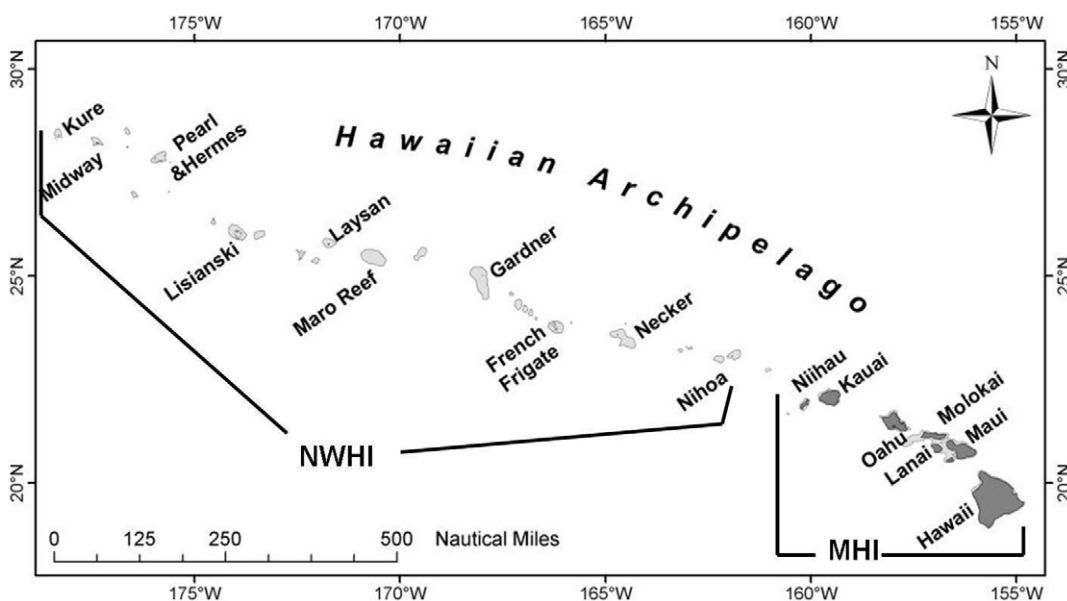 175°W 170°W 165°W 160°W 155°W
30°N
30°N
N
Kure
Midway
Pearl
&Hermes
Hawaiian Archipelago
Lisianski
Laysan
Maro Reef
Gardner
25°N
25°N
French
Frigate
Necker
Nihoa
Niihau
Kauai
Oahu
Molokai
Lanai
Maui
Hawaii
NWHI
MHI
20°N
20°N
0 125 250 500 Nautical Miles
175°W 170°W 165°W 160°W 155°W